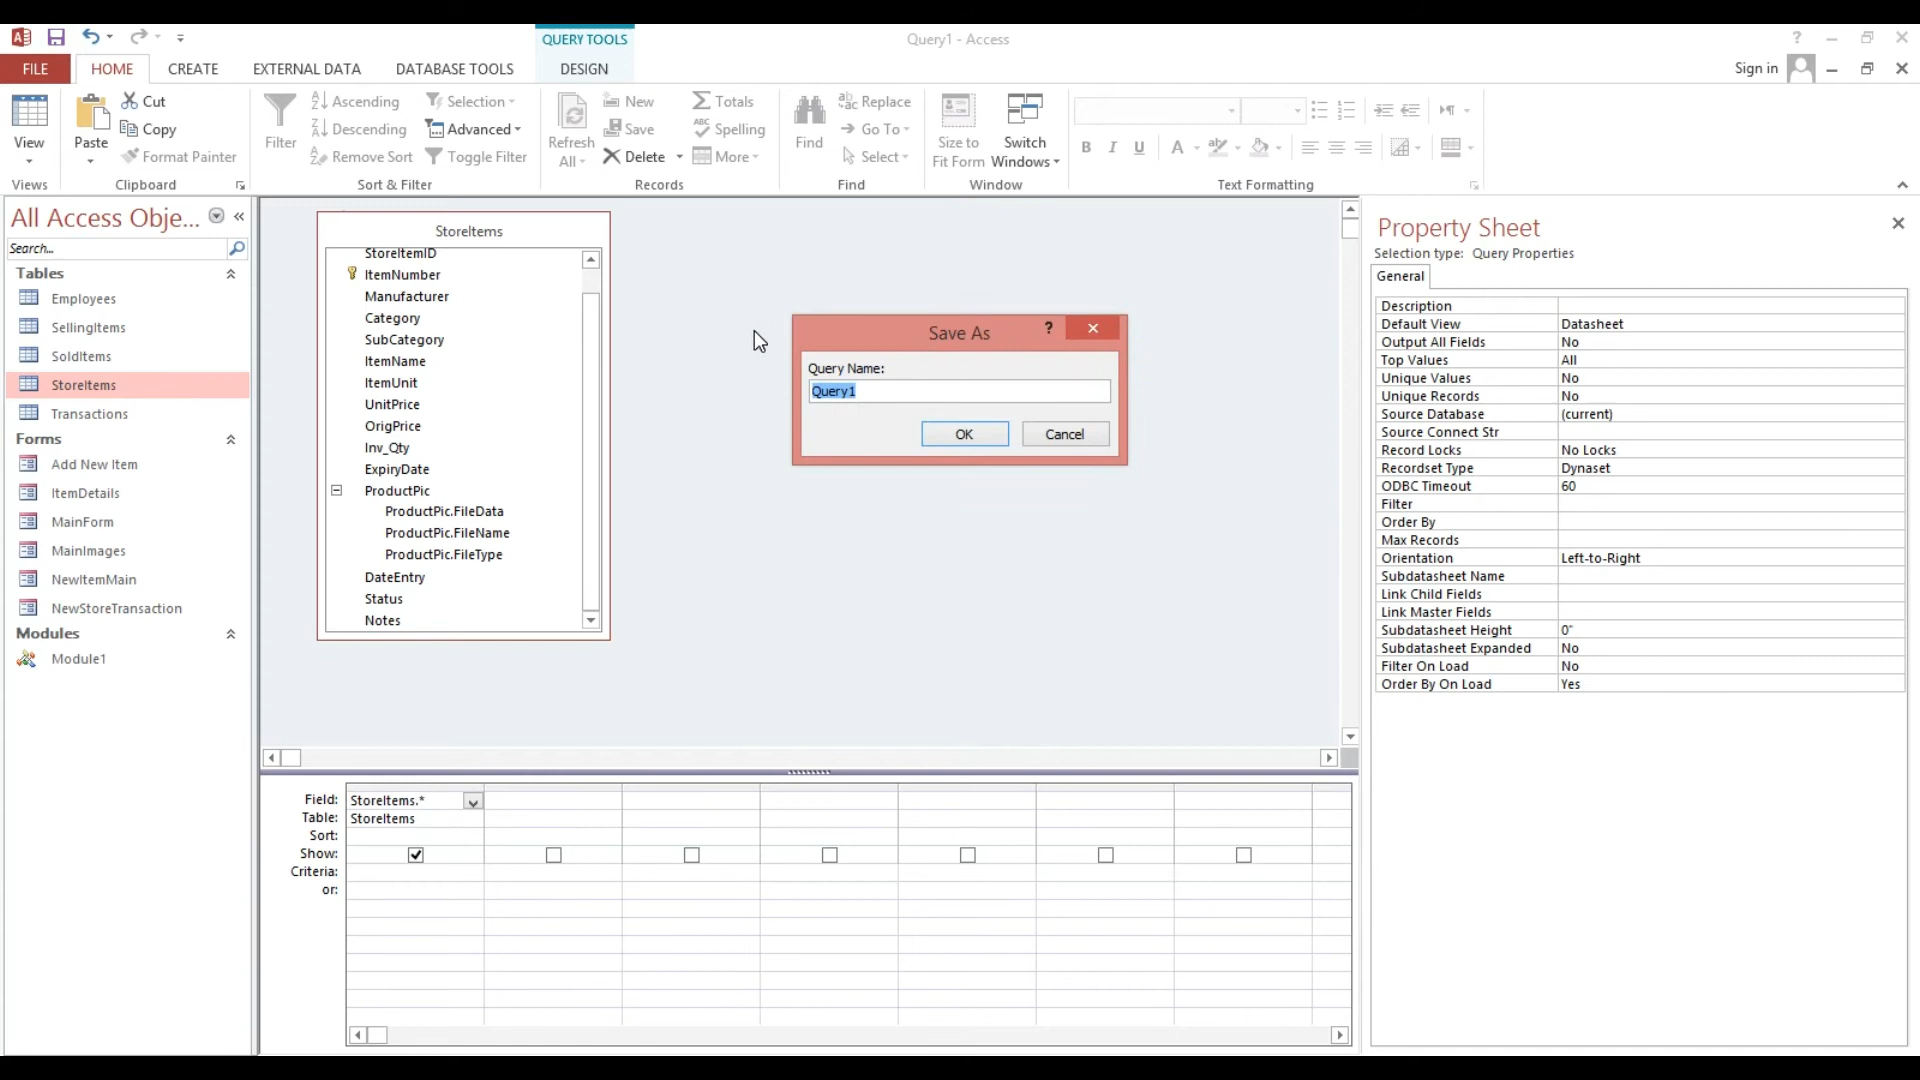 QUERY TOOLS
Query1 - Access
?
FILE
HOME
CREATE
EXTERNAL DATA
DATABASE TOOLS
DESIGN
Sign in
View
Paste
Cut
Copy
Format Painter
Filter
Ascending
Descending
Remove Sort
Selection
Advanced
Toggle Filter
Refresh All
New
Save
Delete
Totals
Spelling
More
Find
Replace
Go To
Select
Size to Fit Form
Switch Windows
B I U A
Views
Clipboard
Sort & Filter
Records
Find
Window
Text Formatting
All Access Obje...
Search...
Tables
Employees
SellingItems
SoldItems
StoreItems
Transactions
Forms
Add New Item
ItemDetails
MainForm
MainImages
NewItemMain
NewStoreTransaction
Modules
Module1
StoreItems
StoreItemID
ItemNumber
Manufacturer
Category
SubCategory
ItemName
ItemUnit
UnitPrice
OrigPrice
Inv_Qty
ExpiryDate
ProductPic
ProductPic.FileData
ProductPic.FileName
ProductPic.FileType
DateEntry
Status
Notes
Save As
?
Query Name:
Query1
OK
Cancel
Field: StoreItems.*
Table: StoreItems
Sort:
Show:
Criteria:
or:
Property Sheet
Selection type: Query Properties
General
Description
Default View Datasheet
Output All Fields No
Top Values All
Unique Values No
Unique Records No
Source Database (current)
Source Connect Str
Record Locks No Locks
Recordset Type Dynaset
ODBC Timeout 60
Filter
Order By
Max Records
Orientation Left-to-Right
Subdatasheet Name
Link Child Fields
Link Master Fields
Subdatasheet Height 0"
Subdatasheet Expanded No
Filter On Load No
Order By On Load Yes